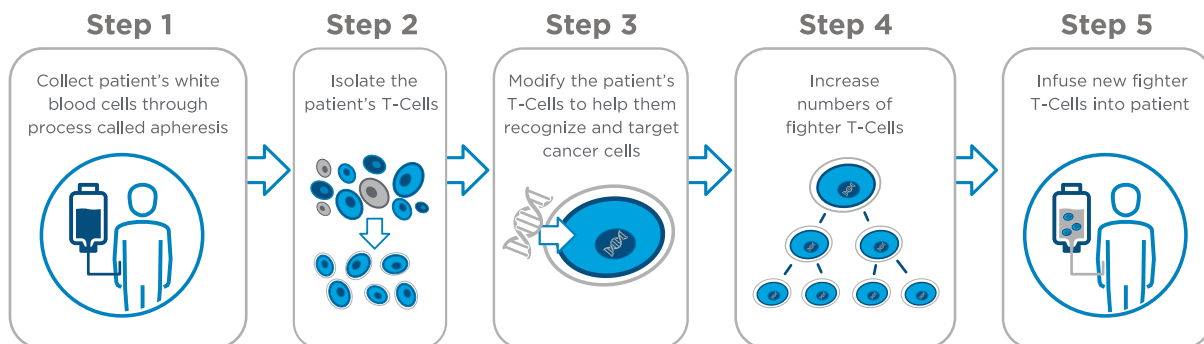 Step 1
Collect patient's white
blood cells through
process called apheresis
Step 2
Isolate the
patient's T-Cells
Step 3
Modify the patient's
T-Cells to help them
recognize and target
cancer cells
Step 4
Increase
numbers of
fighter T-Cells
Step 5
Infuse new fighter
T-Cells into patient